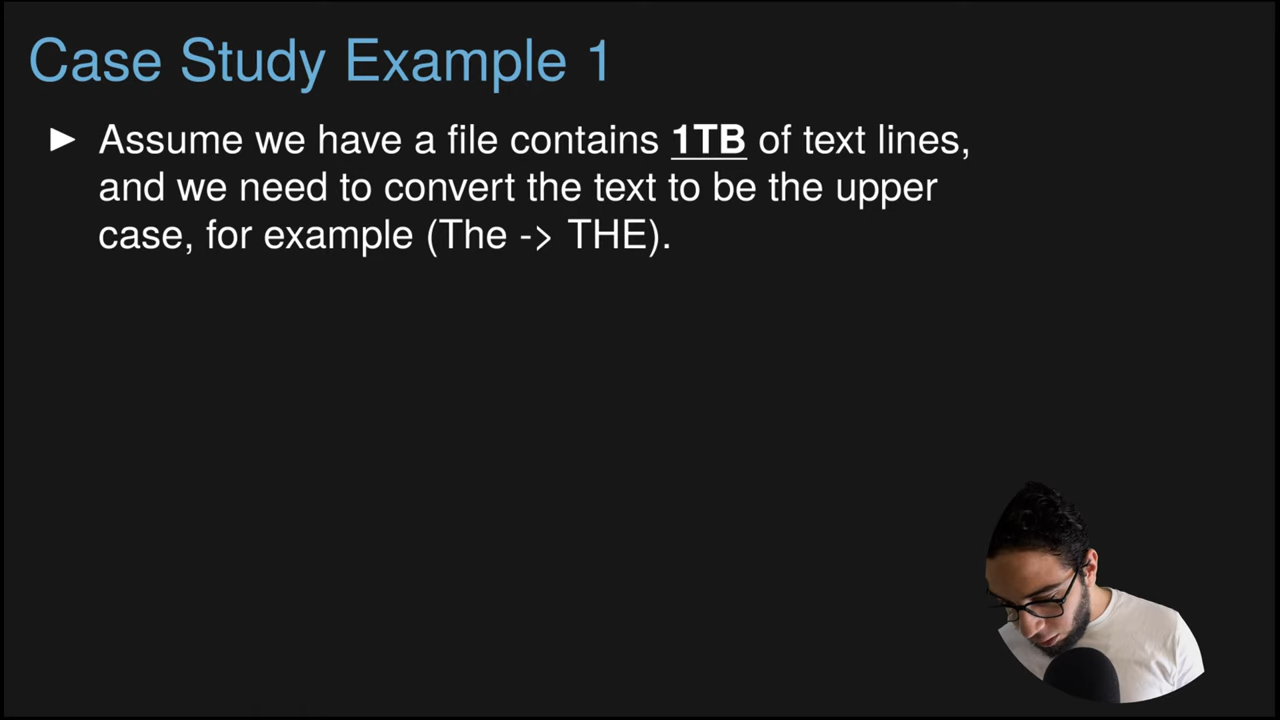 Case Study Example 1
► Assume we have a file contains 1TB of text lines,
and we need to convert the text to be the upper
case, for example (The -> THE).